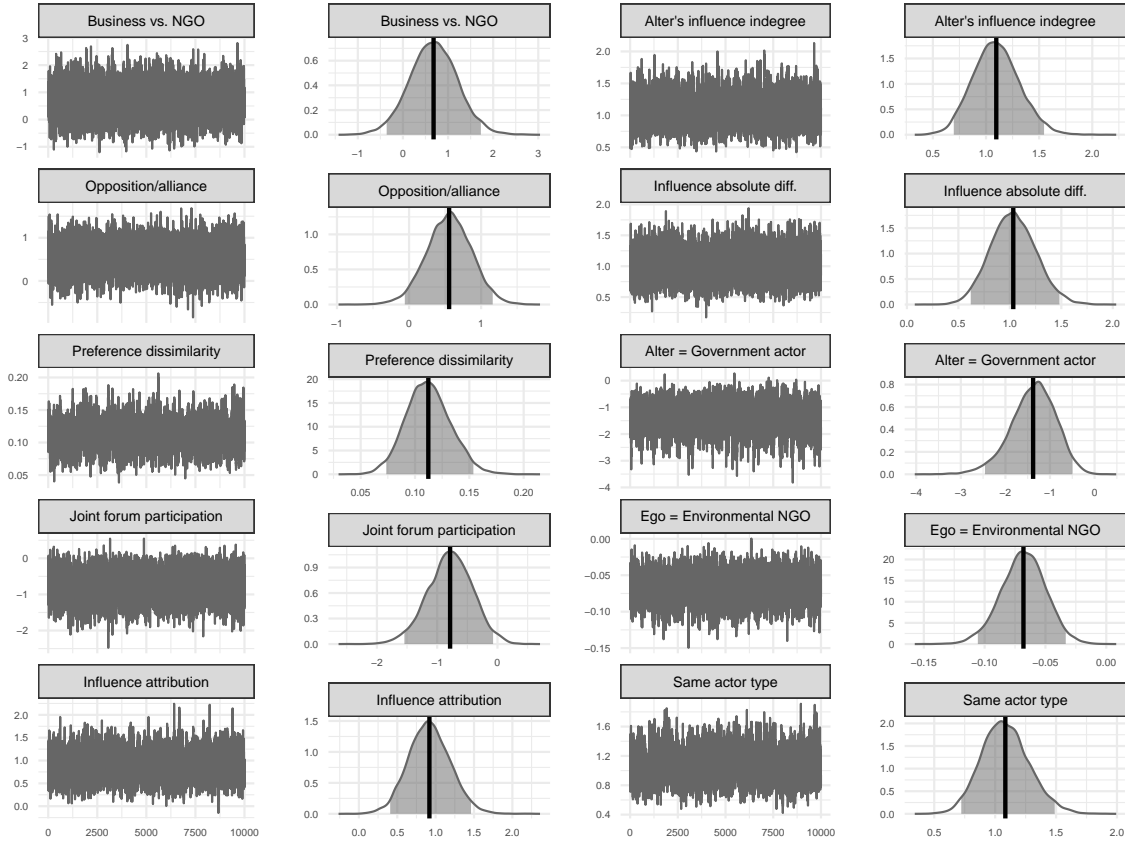 Business vs. NGO
3
2
1
0
−1
Business vs. NGO
0.6
0.4
0.2
0.0
−1 0 1 2 3
Alter's influence indegree
2.0
1.5
1.0
0.5
Alter's influence indegree
1.5
1.0
0.5
0.0
0.5 1.0 1.5 2.0
Opposition/alliance
1
0
Opposition/alliance
1.0
0.5
0.0
−1 0 1
Influence absolute diff.
2.0
1.5
1.0
0.5
Influence absolute diff.
1.5
1.0
0.5
0.0
0.0 0.5 1.0 1.5 2.0
Preference dissimilarity
0.20
0.15
0.10
0.05
Preference dissimilarity
20
15
10
5
0
0.05 0.10 0.15 0.20
Alter = Government actor
0
−1
−2
−3
−4
Alter = Government actor
0.8
0.6
0.4
0.2
0.0
−4 −3 −2 −1 0
Joint forum participation
0
−1
−2
Joint forum participation
0.9
0.6
0.3
0.0
−2 −1 0
Ego = Environmental NGO
0.00
−0.05
−0.10
−0.15
Ego = Environmental NGO
20
15
10
5
0
−0.15 −0.10 −0.05 0.00
Influence attribution
2.0
1.5
1.0
0.5
0.0
0 2500 5000 7500 10000
Influence attribution
1.5
1.0
0.5
0.0
0.0 0.5 1.0 1.5 2.0
Same actor type
1.6
1.2
0.8
0.4
0 2500 5000 7500 10000
Same actor type
2.0
1.5
1.0
0.5
0.0
0.5 1.0 1.5 2.0